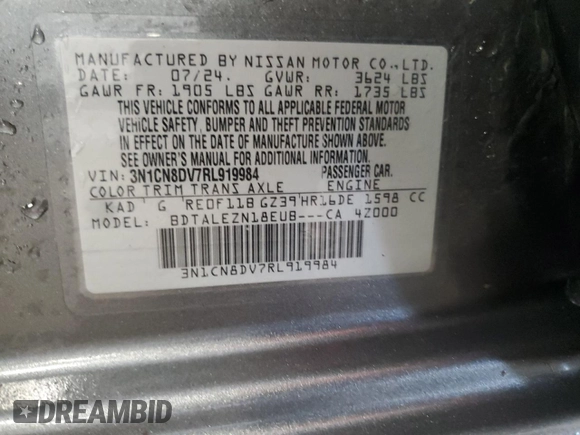 MANUFACTURED BY NISSAN MOTOR CO.,LTD.
DATE: 07/24. GVWR: 3624 LBS
GAWR FR: 1905 LBS GAWR RR: 1735 LBS
THIS VEHICLE CONFORMS TO ALL APPLICABLE FEDERAL MOTOR
VEHICLE SAFETY, BUMPER AND THEFT PREVENTION STANDARDS
IN EFFECT ON THE DATE OF MANUFACTURE SHOWN ABOVE.
SEE OWNER'S MANUAL FOR ADDITIONAL INFORMATION.
VIN: 3N1CN8DV7RL919984 PASSENGER CAR.
COLOR TRIM TRANS AXLE ENGINE
KAD G RE0F11B GZ39 HR16DE 1598 CC
MODEL: BDTALEZN18EUB---CA 4Z000
3N1CN8DV7RL919984
DREAMBID